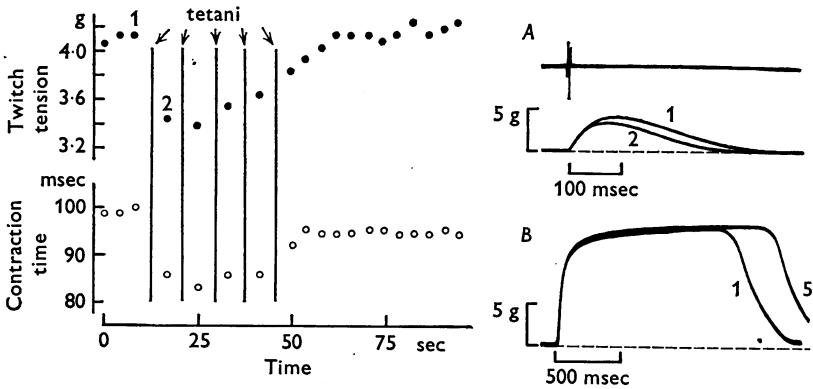 tetani
g
1
4·0
2
3·6
3·2
Twitch
tension
msec
100
90
80
Contraction
time
0 25 50 75 sec
Time
A
5 g
1
2
100 msec
B
5 g
1
5
500 msec